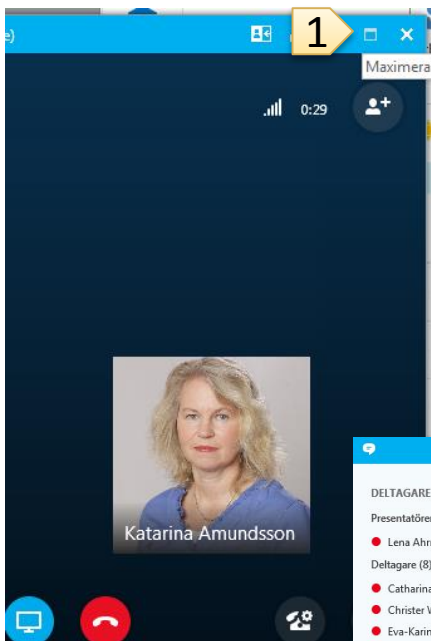 e)
1
Maximera
0:29
Katarina Amundsson
DELTAGARE
Presentatörer
Lena Ahr
Deltagare (8)
Catharina
Christer W
Eva-Karin